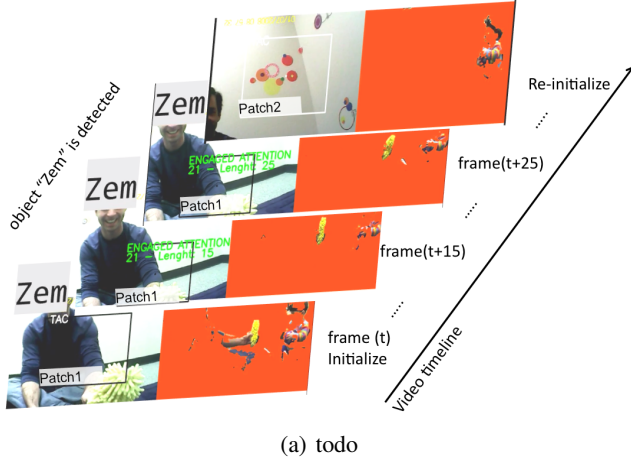 Zem
Patch2
Re-initialize
object "Zem" is detected
ENGAGED ATTENTION
21 - Lenght: 25
Patch1
frame(t+25)
Zem
ENGAGED ATTENTION
21 - Lenght: 15
Patch1
frame(t+15)
Zem
TAC
Patch1
frame (t)
Initialize
Video timeline
(a) todo